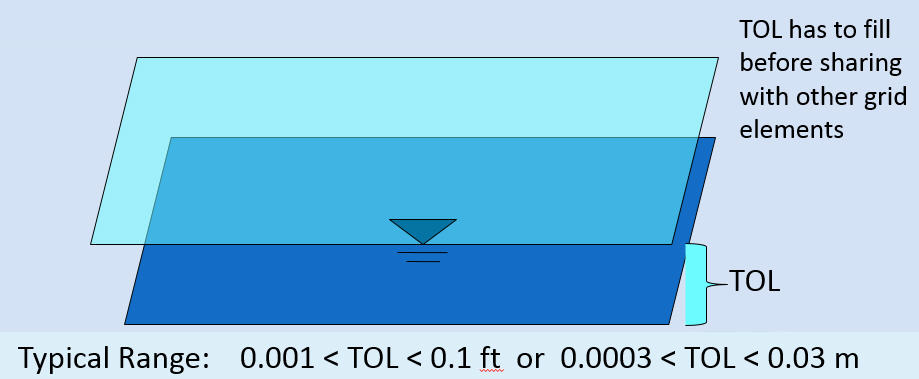 TOL has to fill
before sharing
with other grid
elements
TOL
Typical Range: 0.001 < TOL < 0.1 ft or 0.0003 < TOL < 0.03 m